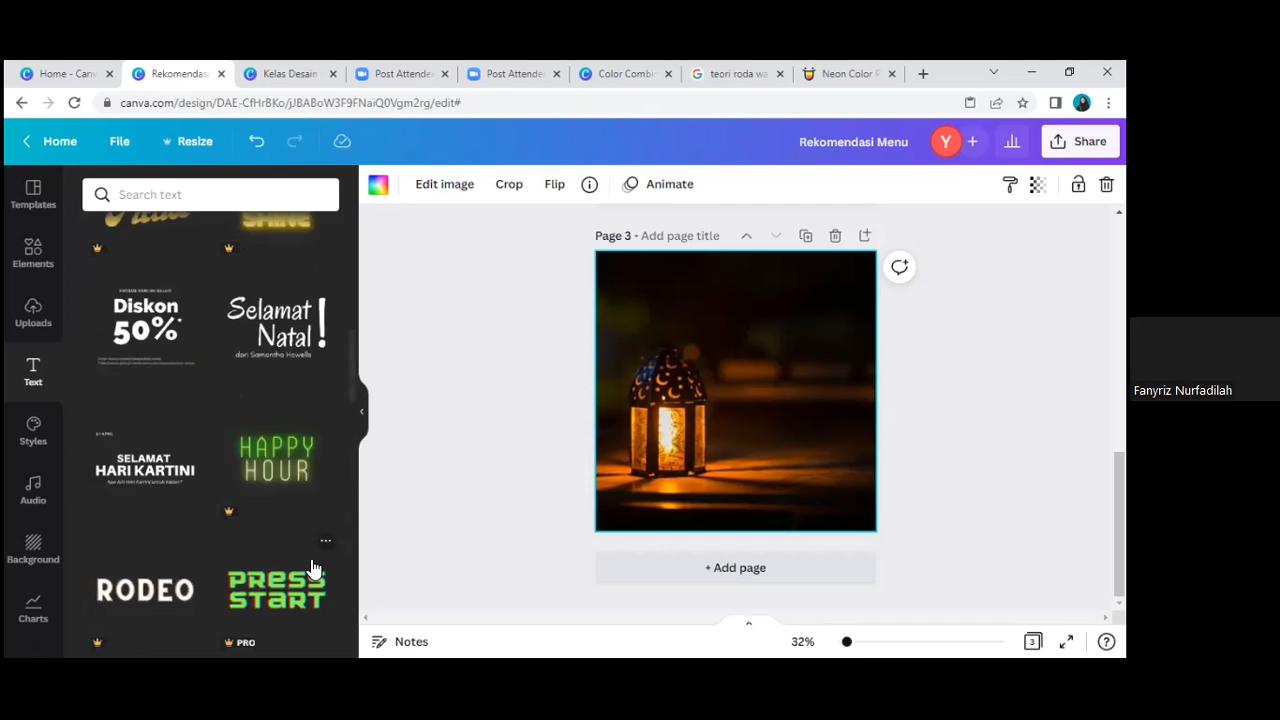 Home - Canv
Rekomendas
Kelas Desain
Post Attende
Post Attende
Color Combi
teori roda wa
Neon Color P
canva.com/design/DAE-CfHrBKo/jJBABoW3F9FNaiQ0Vgm2rg/edit#
Home
File
Resize
Rekomendasi Menu
Y
Share
Templates
Elements
Uploads
Text
Styles
Audio
Background
Charts
Search text
SHINE
Diskon
50%*
Selamat
Natal!
dari Samantha Howells
SELAMAT
HARI KARTINI
HAPPY
HOUR
RODEO
PRESS
START
PRO
Edit image
Crop
Flip
Animate
Page 3 - Add page title
+ Add page
Notes
32%
3
Fanyriz Nurfadilah